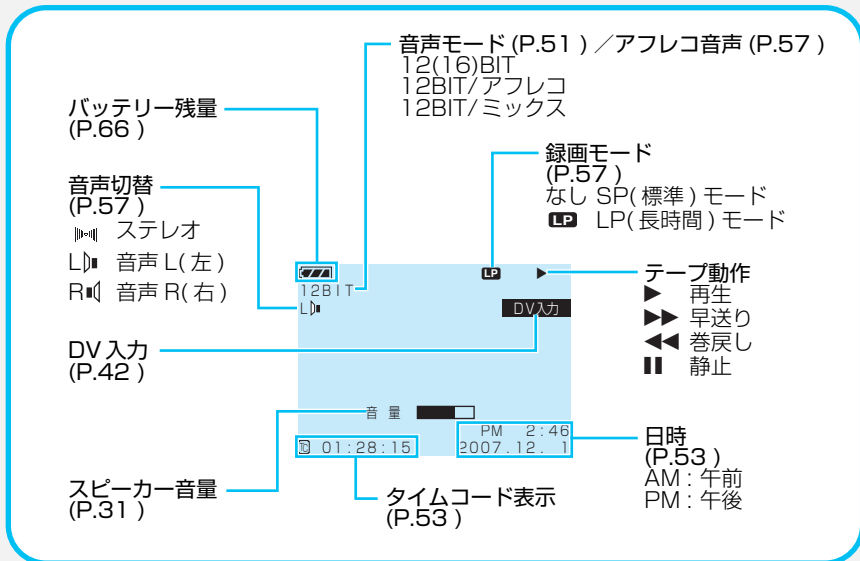 音声モード (P.51 ) ／アフレコ音声 (P.57 )
12(16)BIT
12BIT/ アフレコ
12BIT/ ミックス
バッテリー残量
(P.66 )
録画モード
(P.57 )
なし SP( 標準 ) モード
LP LP( 長時間 ) モード
音声切替
(P.57 )
ステレオ
L 音声 L( 左 )
R 音声 R( 右 )
DV 入力
(P.42 )
スピーカー音量
(P.31 )
LP
12BIT
L
DV入力
音 量
PM 2:46
01:28:15 2007.12. 1
テープ動作
再生
早送り
巻戻し
静止
日時
(P.53 )
AM : 午前
PM : 午後
タイムコード表示
(P.53 )